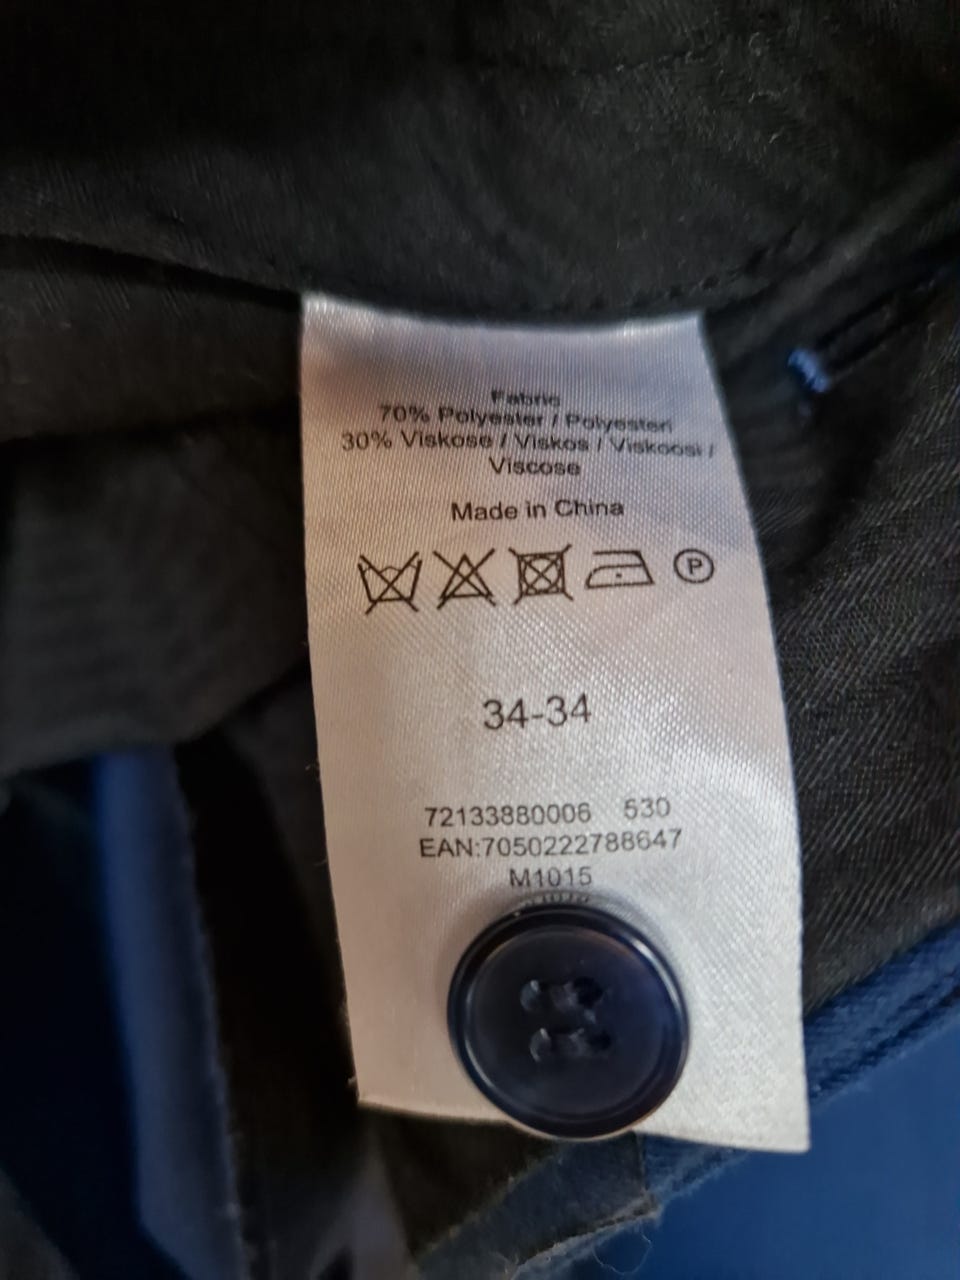 Fabric
70% Polyester / Polyesteri
30% Viskose / Viskos / Viskoosi /
Viscose
Made in China
P
34-34
72133880006 530
EAN:7050222788647
M1015